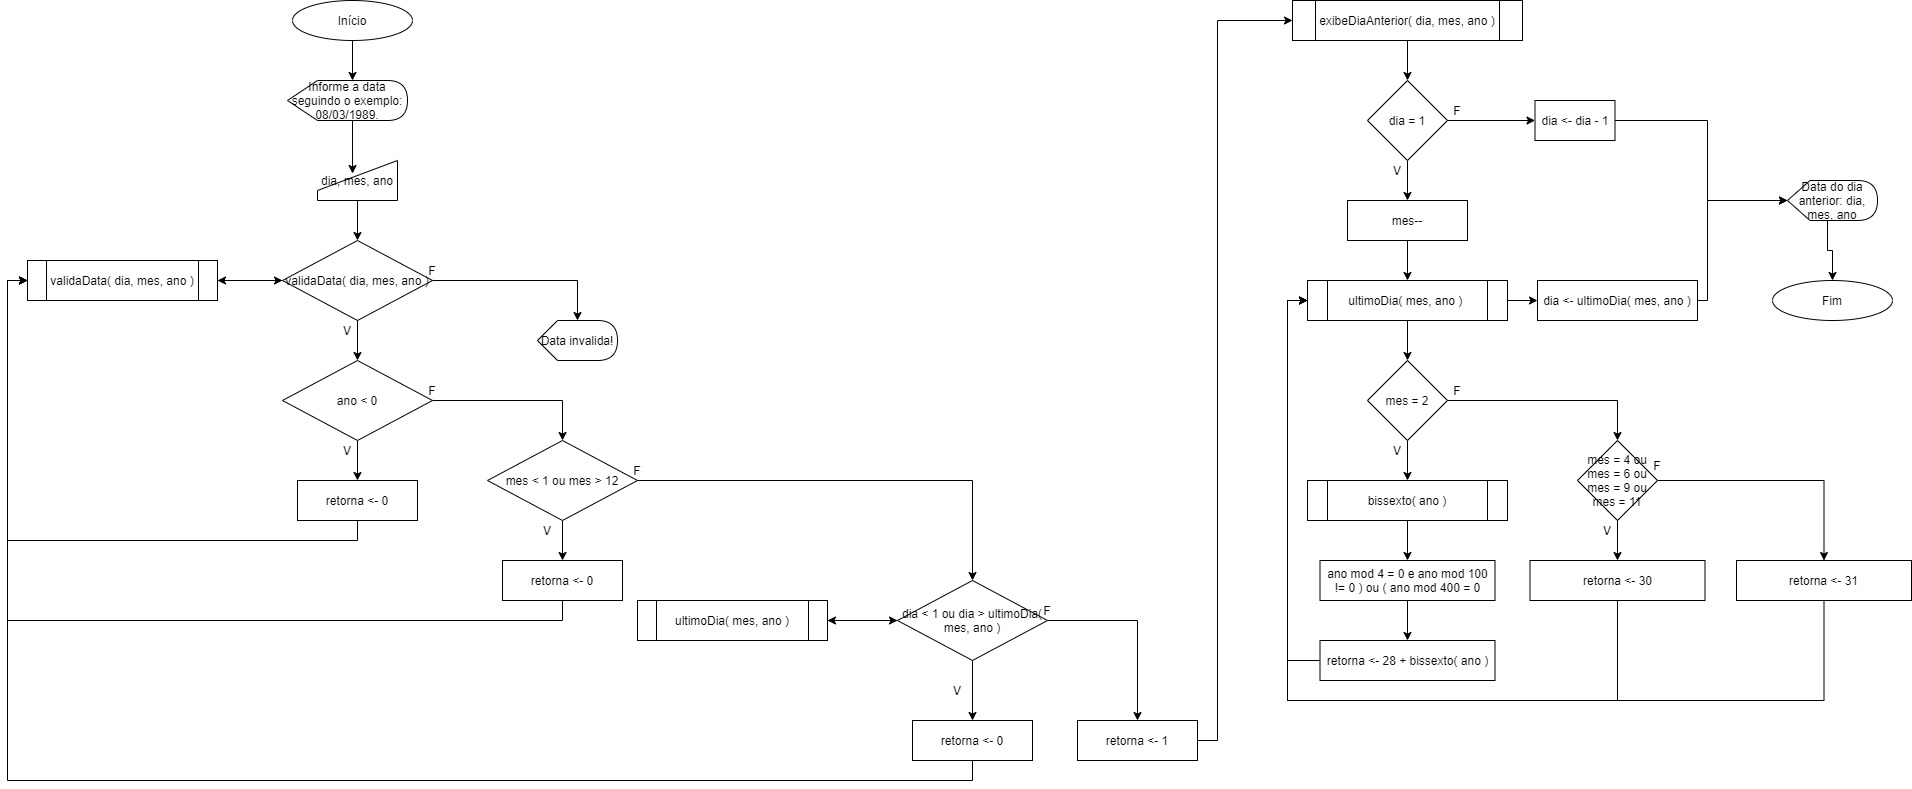 Início
Informe a data
seguindo o exemplo:
08/03/1989.
dia, mes, ano
validaData( dia, mes, ano )
validaData( dia, mes, ano )
F
V
Data invalida!
ano < 0
F
V
retorna <- 0
mes < 1 ou mes > 12
F
V
retorna <- 0
ultimoDia( mes, ano )
dia < 1 ou dia > ultimoDia(
mes, ano )
F
V
retorna <- 0
retorna <- 1
exibeDiaAnterior( dia, mes, ano )
dia = 1
F
V
dia <- dia - 1
mes--
ultimoDia( mes, ano )
dia <- ultimoDia( mes, ano )
Data do dia
anterior: dia,
mes, ano
Fim
mes = 2
F
V
bissexto( ano )
ano mod 4 = 0 e ano mod 100
!= 0 ) ou ( ano mod 400 = 0
retorna <- 28 + bissexto( ano )
mes = 4 ou
mes = 6 ou
mes = 9 ou
mes = 11
F
V
retorna <- 30
retorna <- 31